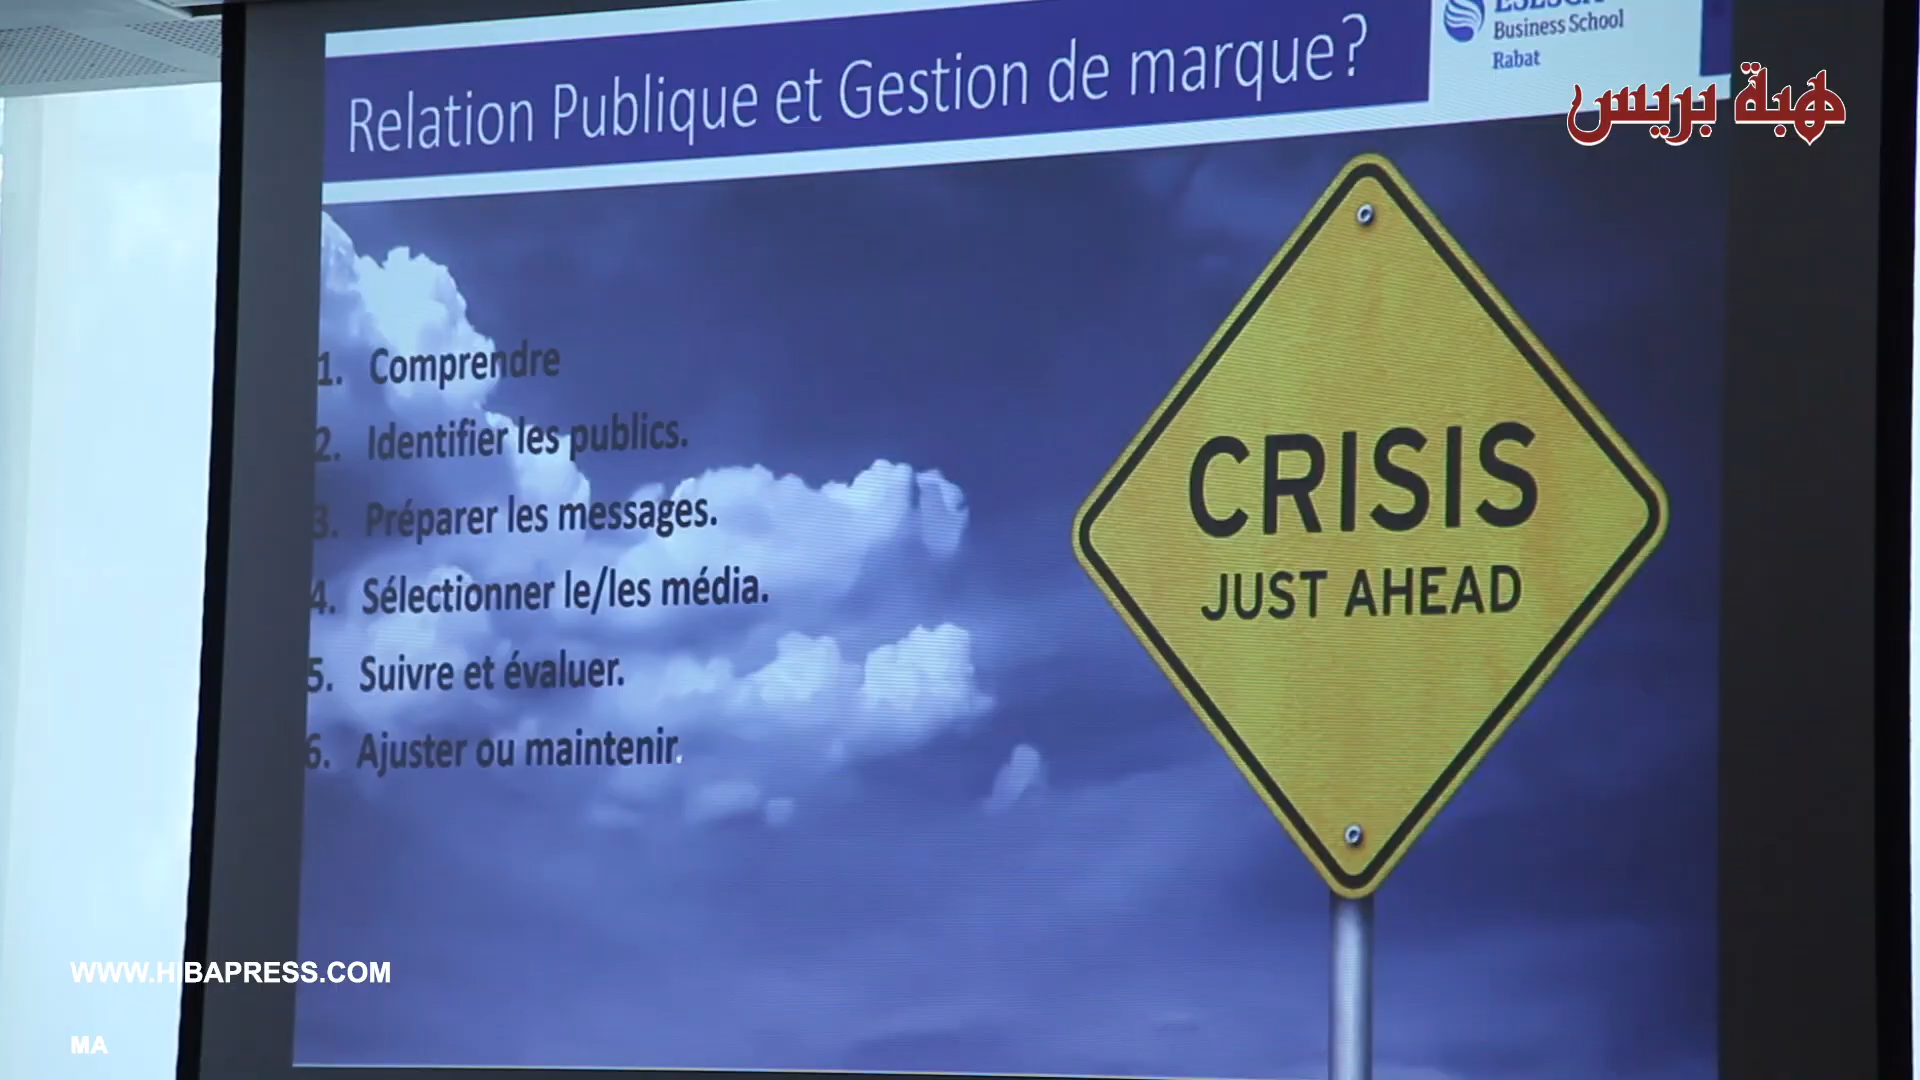 Relation Publique et Gestion de marque?
Business School
Rabat
هبة بريس
1. Comprendre
2. Identifier les publics.
3. Préparer les messages.
4. Sélectionner le/les média.
5. Suivre et évaluer.
6. Ajuster ou maintenir.
CRISIS
JUST AHEAD
WWW.HIBAPRESS.COM
MA